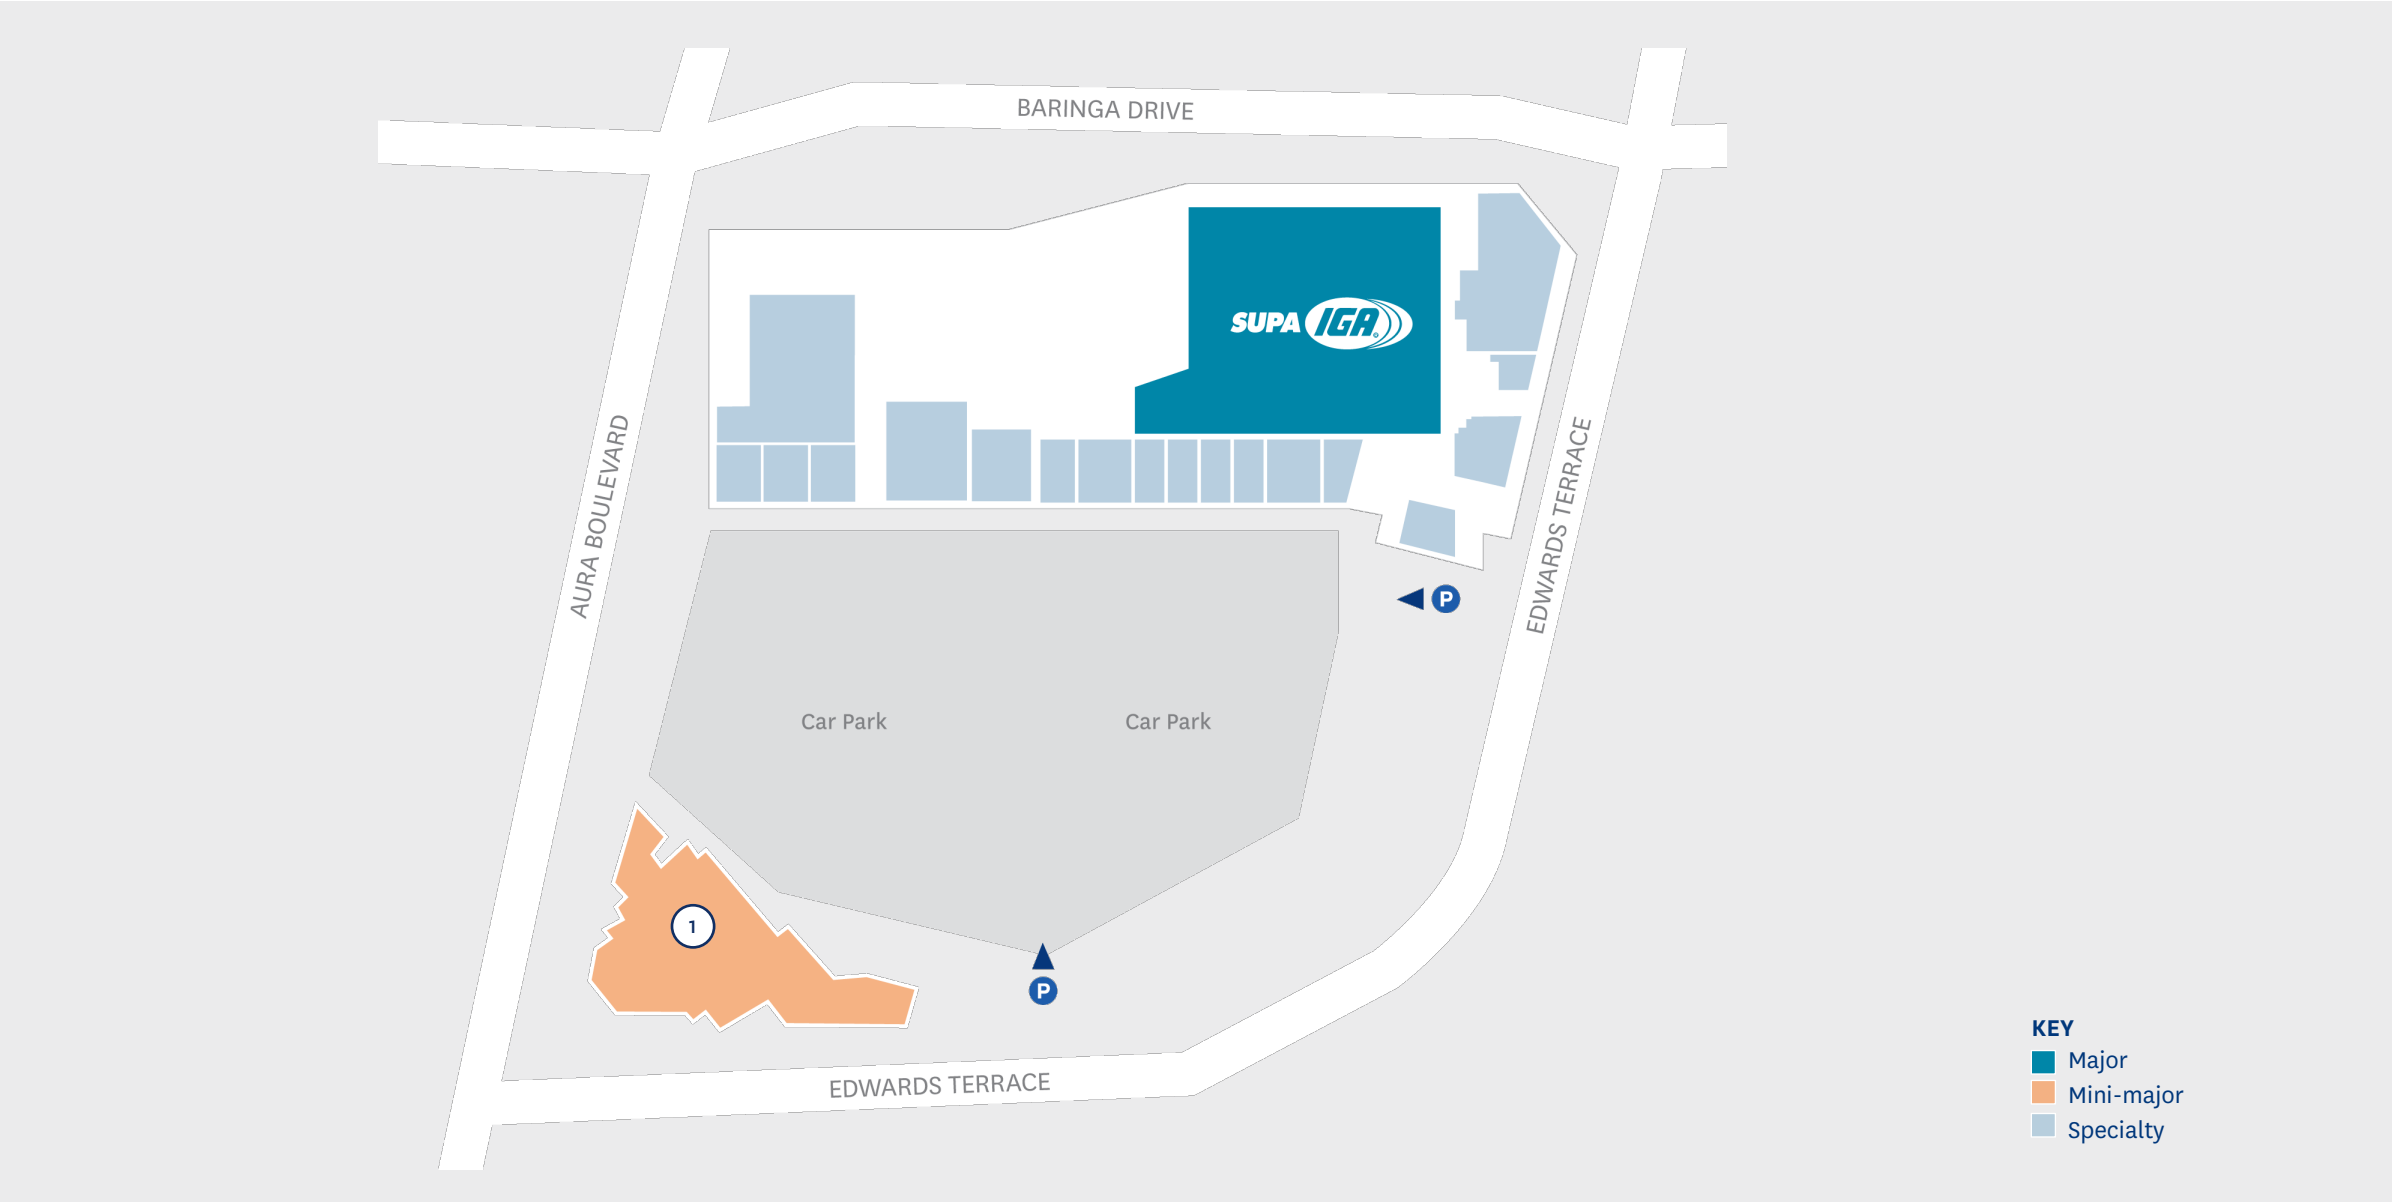 BARINGA DRIVE
SUPA IGA
AURA BOULEVARD
EDWARDS TERRACE
P
Car Park
Car Park
1
P
EDWARDS TERRACE
KEY
Major
Mini-major
Specialty